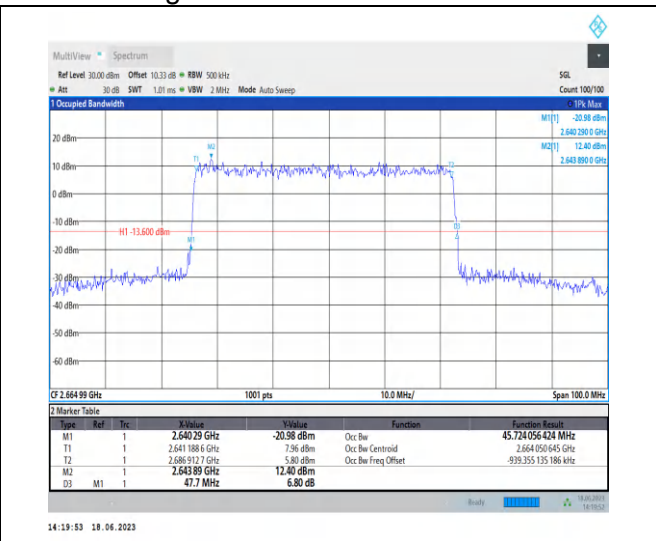 MultiView Spectrum
Ref Level 30.00 dBm Offset 10.33 dB RBW 500 kHz SGL
Att 30 dB SWT 1.01 ms VBW 2 MHz Mode Auto Sweep Count 100/100
1 Occupied Bandwidth 1Pk Max
M1[1] -20.98 dBm
2.640 290 0 GHz
M2[1] 12.40 dBm
2.643 890 0 GHz
20 dBm
M2
T1 T2
10 dBm
0 dBm
-10 dBm
H1 -13.600 dBm D3
M1
-20 dBm
-30 dBm
-40 dBm
-50 dBm
-60 dBm
CF 2.664 99 GHz 1001 pts 10.0 MHz/ Span 100.0 MHz
2 Marker Table
Type Ref Trc X-Value Y-Value Function Function Result
M1 1 2.640 29 GHz -20.98 dBm Occ Bw 45.724 056 424 MHz
T1 1 2.641 188 6 GHz 7.96 dBm Occ Bw Centroid 2.664 050 645 GHz
T2 1 2.686 912 7 GHz 5.80 dBm Occ Bw Freq Offset -939.355 135 186 kHz
M2 1 2.643 89 GHz 12.40 dBm
D3 M1 1 47.7 MHz 6.80 dB
Ready 18.06.2023
14:19:52
14:19:53 18.06.2023